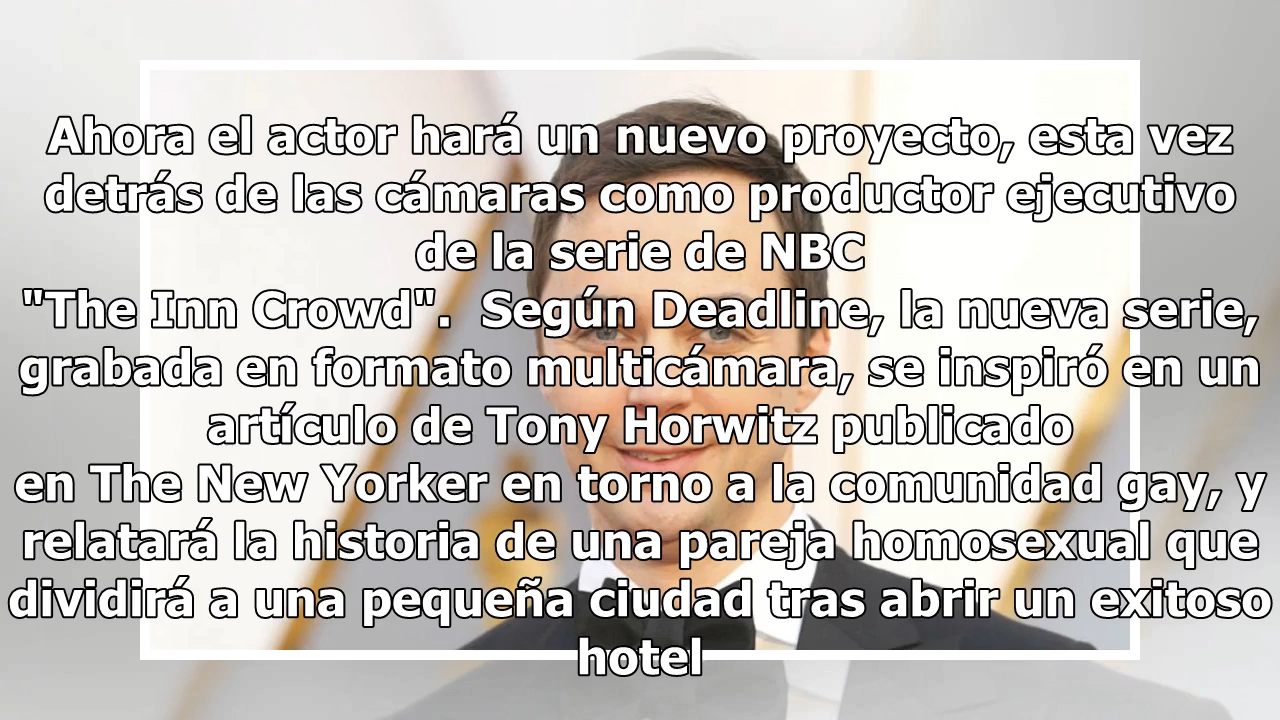 Ahora el actor hará un nuevo proyecto, esta vez
detrás de las cámaras como productor ejecutivo
de la serie de NBC
"The Inn Crowd".  Según Deadline, la nueva serie,
grabada en formato multicámara, se inspiró en un
artículo de Tony Horwitz publicado
en The New Yorker en torno a la comunidad gay, y
relatará la historia de una pareja homosexual que
dividirá a una pequeña ciudad tras abrir un exitoso
hotel